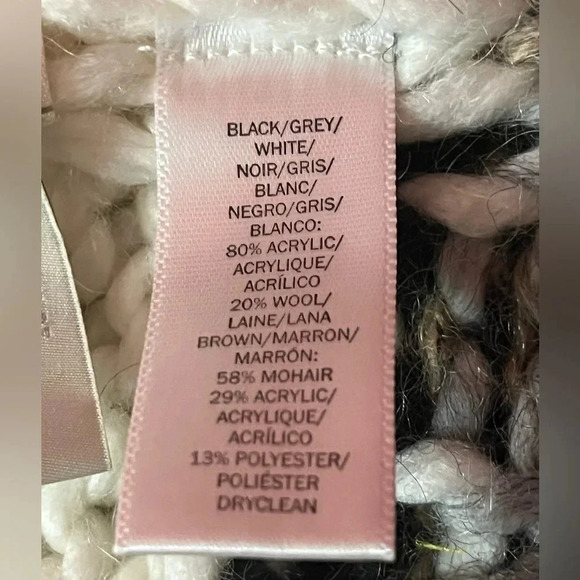 BLACK/GREY/
WHITE/
NOIR/GRIS/
BLANC/
NEGRO/GRIS/
BLANCO:
80% ACRYLIC/
ACRYLIQUE/
ACRÍLICO
20% WOOL/
LAINE/LANA
BROWN/MARRON/
MARRÓN:
58% MOHAIR
29% ACRYLIC/
ACRYLIQUE/
ACRÍLICO
13% POLYESTER/
POLIÉSTER
DRYCLEAN